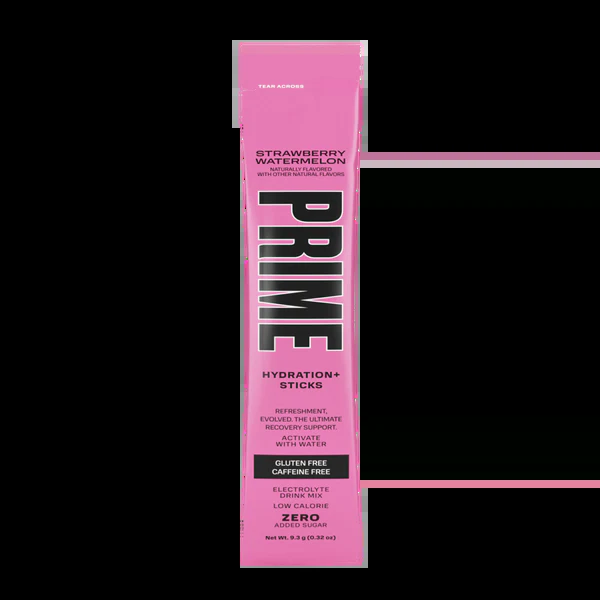 TEAR ACROSS
STRAWBERRY
WATERMELON
NATURALLY FLAVORED
WITH OTHER NATURAL FLAVORS
PRIME
HYDRATION+
STICKS
REFRESHMENT,
EVOLVED. THE ULTIMATE
RECOVERY SUPPORT.
ACTIVATE
WITH WATER
GLUTEN FREE
CAFFEINE FREE
ELECTROLYTE
DRINK MIX
LOW CALORIE
ZERO
ADDED SUGAR
Net Wt. 9.3 g (0.32 oz)